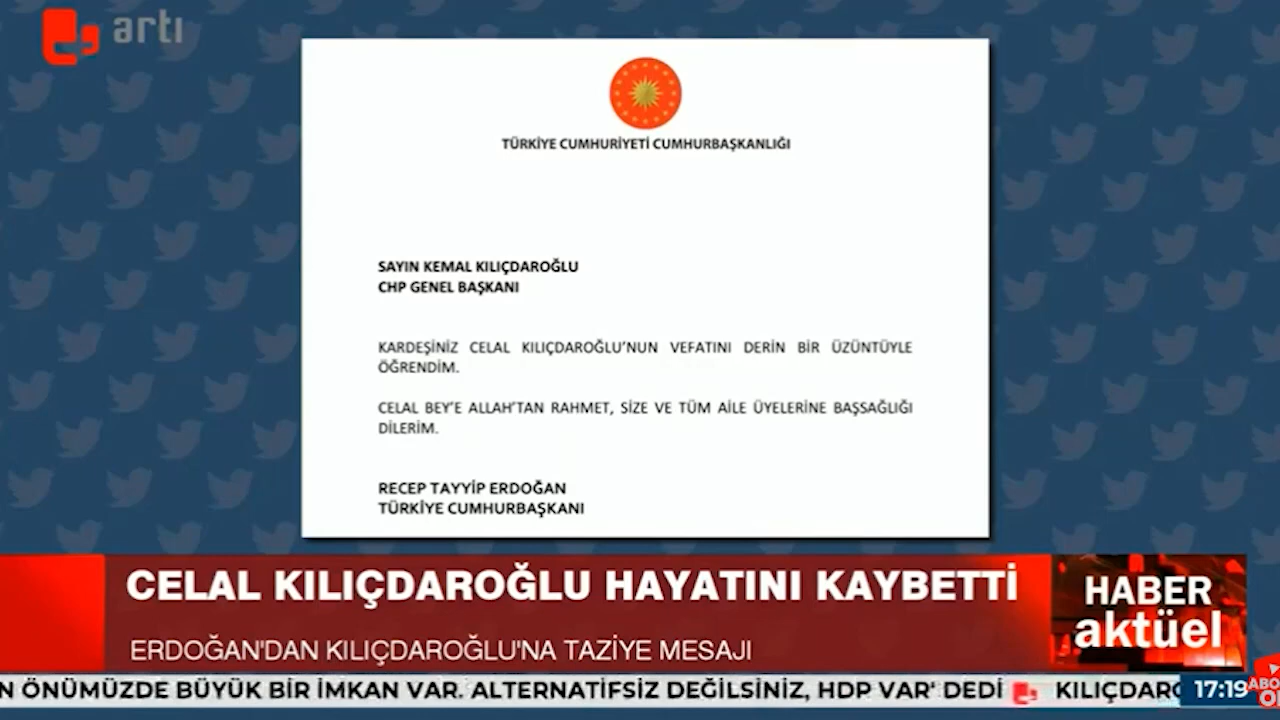 artı
TÜRKİYE CUMHURİYETİ CUMHURBAŞKANLIĞI
SAYIN KEMAL KILIÇDAROĞLU
CHP GENEL BAŞKANI
KARDEŞİNİZ CELAL KILIÇDAROĞLU'NUN VEFATINI DERİN BİR ÜZÜNTÜYLE
ÖĞRENDİM.
CELAL BEY'E ALLAH'TAN RAHMET, SİZE VE TÜM AİLE ÜYELERİNE BAŞSAĞLIĞI
DİLERİM.
RECEP TAYYİP ERDOĞAN
TÜRKİYE CUMHURBAŞKANI
CELAL KILIÇDAROĞLU HAYATINI KAYBETTİ
ERDOĞAN'DAN KILIÇDAROĞLU'NA TAZİYE MESAJI
HABER
aktüel
N ÖNÜMÜZDE BÜYÜK BİR İMKAN VAR. ALTERNATİFSİZ DEĞİLSİNİZ, HDP VAR' DEDİ KILIÇDARO 17:19
ABO